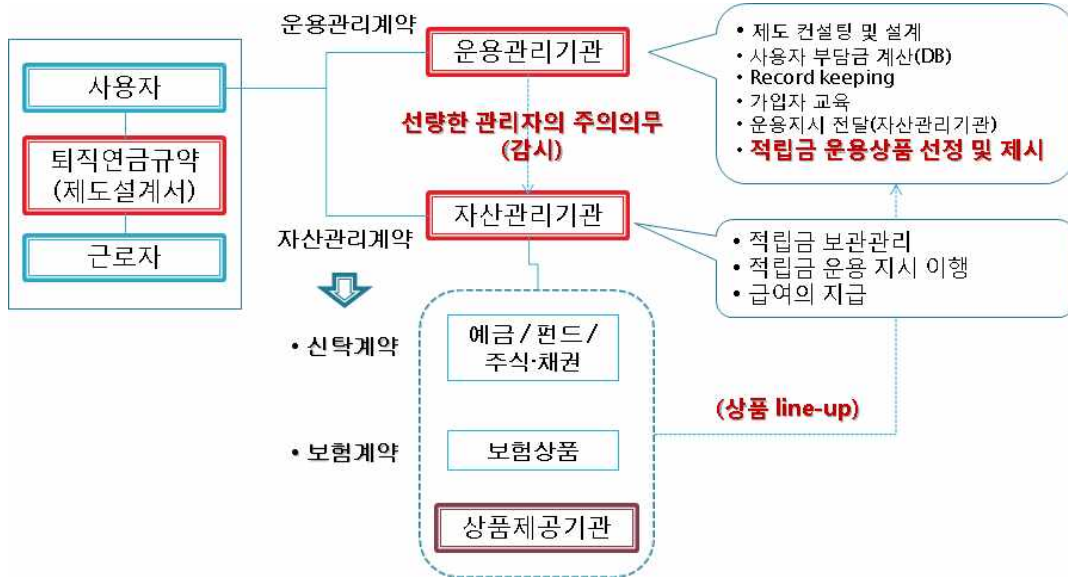 운용관리계약
사용자
퇴직연금규약
(제도설계서)
근로자
운용관리기관
• 제도 컨설팅 및 설계
• 사용자 부담금 계산(DB)
• Record keeping
• 가입자 교육
• 운용지시 전달(자산관리기관)
• 적립금 운용상품 선정 및 제시
선량한 관리자의 주의의무
(감시)
자산관리기관
자산관리계약
• 적립금 보관관리
• 적립금 운용 지시 이행
• 급여의 지급
• 신탁계약
예금 / 펀드 /
주식·채권
(상품 line-up)
• 보험계약
보험상품
상품제공기관